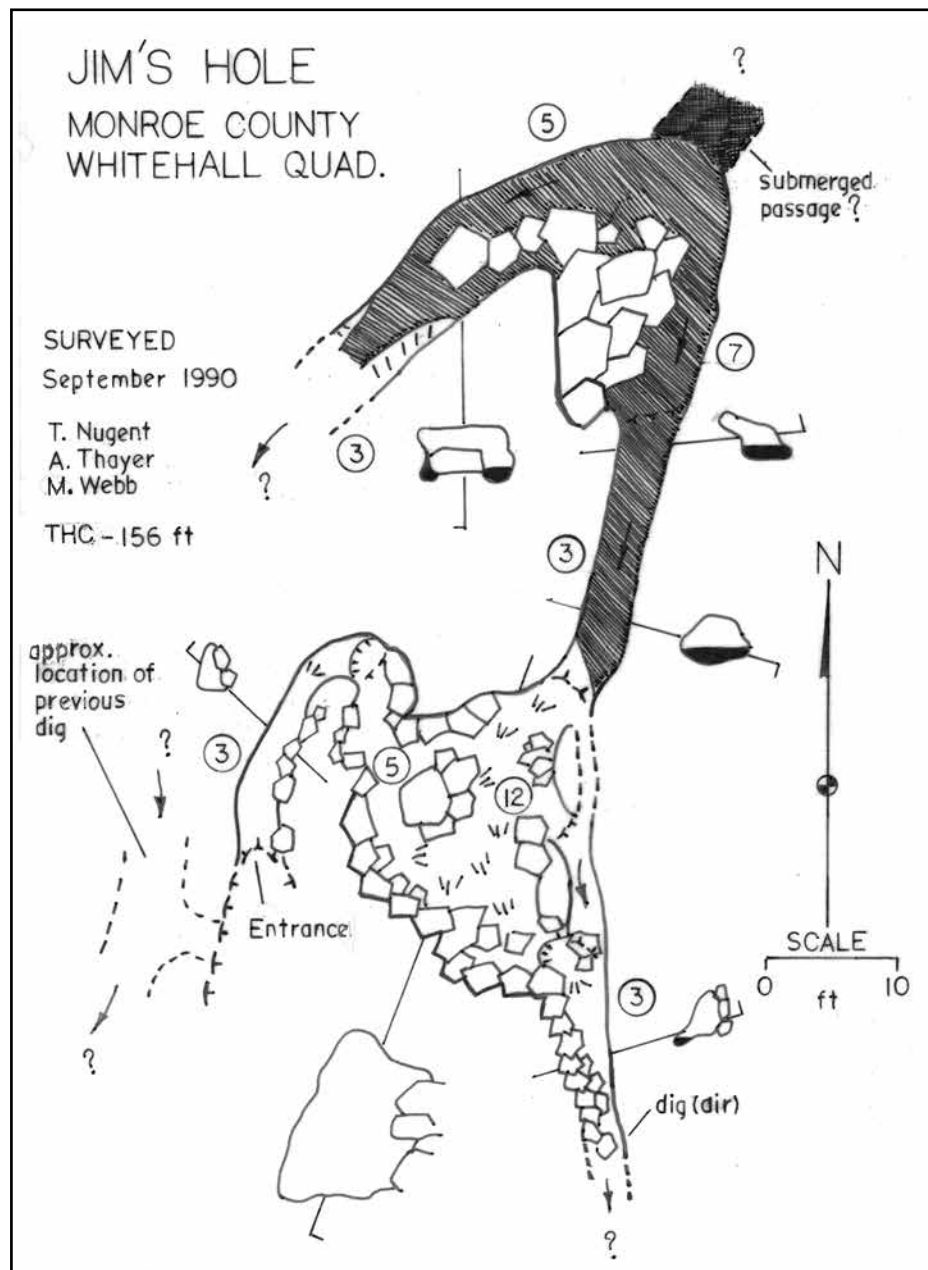 JIM'S HOLE
MONROE COUNTY
WHITEHALL QUAD.
?
5
submerged
passage?
SURVEYED
September 1990
T. Nugent
A. Thayer
M. Webb
THC - 156 ft
7
3
?
3
N
approx.
location of
previous
dig
?
3
5
12
Entrance
SCALE
0 10
ft
3
?
dig (air)
?